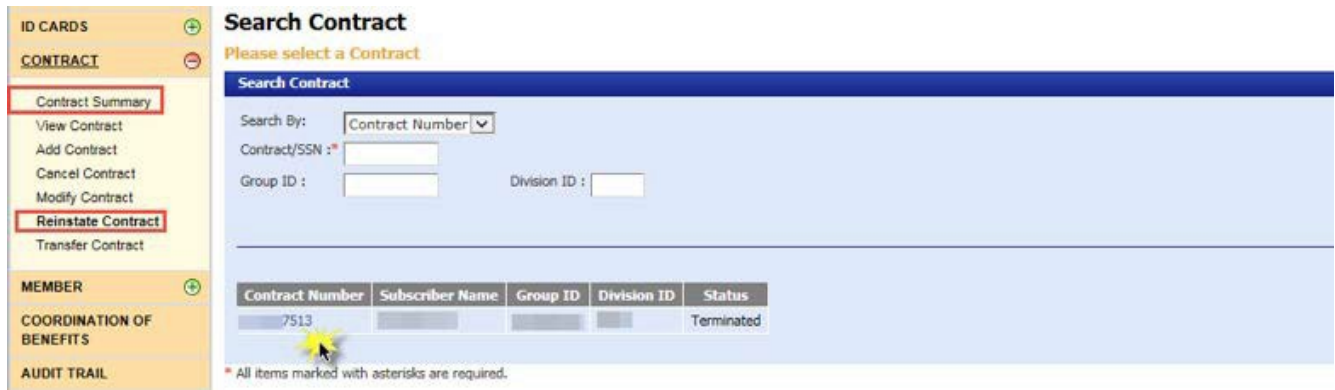 ID CARDS
CONTRACT
Contract Summary
View Contract
Add Contract
Cancel Contract
Modify Contract
Reinstate Contract
Transfer Contract
MEMBER
COORDINATION OF
BENEFITS
AUDIT TRAIL
Search Contract
Please select a Contract
Search Contract
Search By: Contract Number
Contract/SSN :*
Group ID : Division ID :
Contract Number Subscriber Name Group ID Division ID Status
7513 Terminated
* All items marked with asterisks are required.